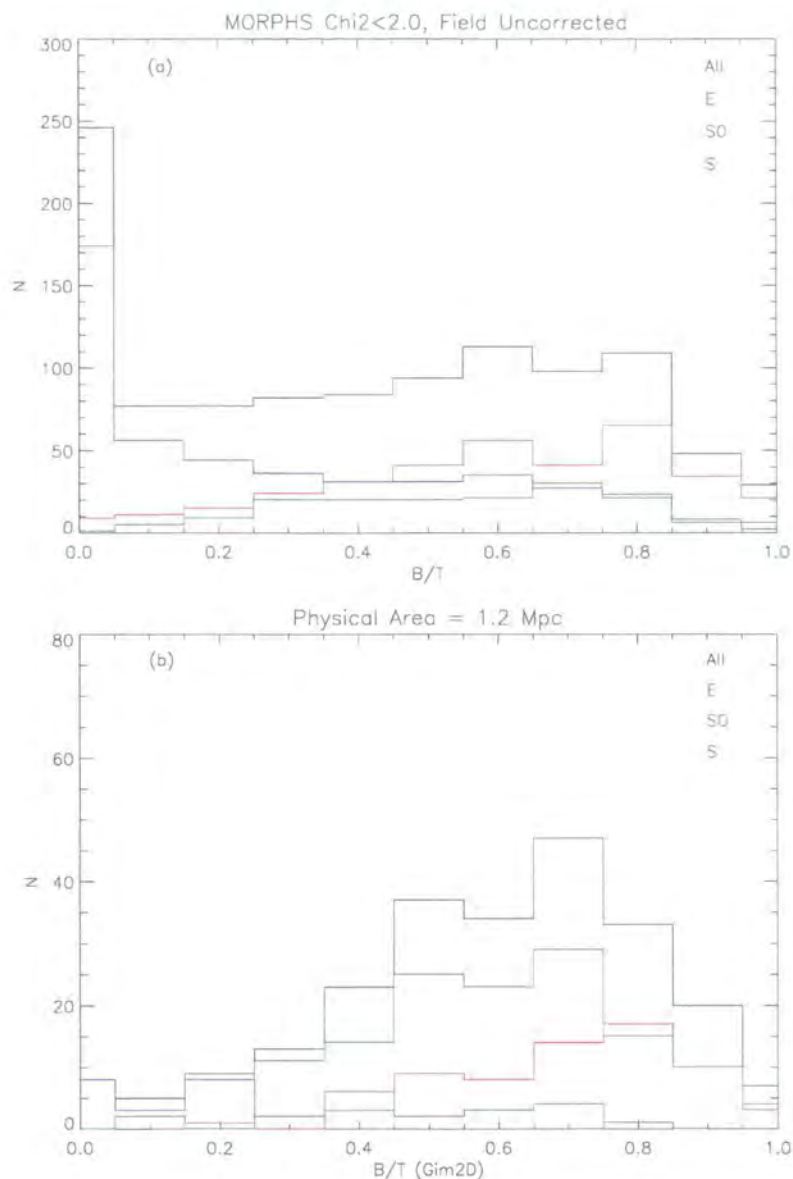 MORPHS Chi2<2.0, Field Uncorrected
(a)
All
E
S0
S
300
250
200
150
100
50
0
N
0.0 0.2 0.4 0.6 0.8 1.0
B/T
Physical Area = 1.2 Mpc
(b)
All
E
S0
S
80
60
40
20
0
N
0.0 0.2 0.4 0.6 0.8 1.0
B/T (Gim2D)